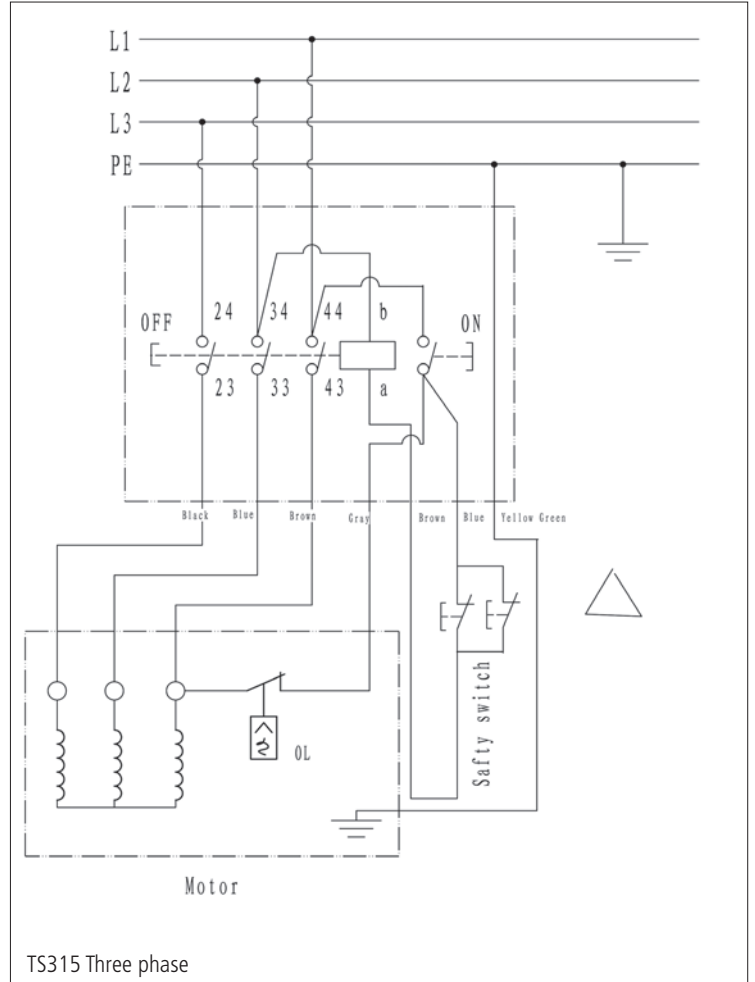 L1
L2
L3
PE
OFF 24 34 44 b ON
23 33 43 a
Black Blue Brown Gray Brown Blue Yellow Green
Safty switch
OL
Motor
TS315 Three phase